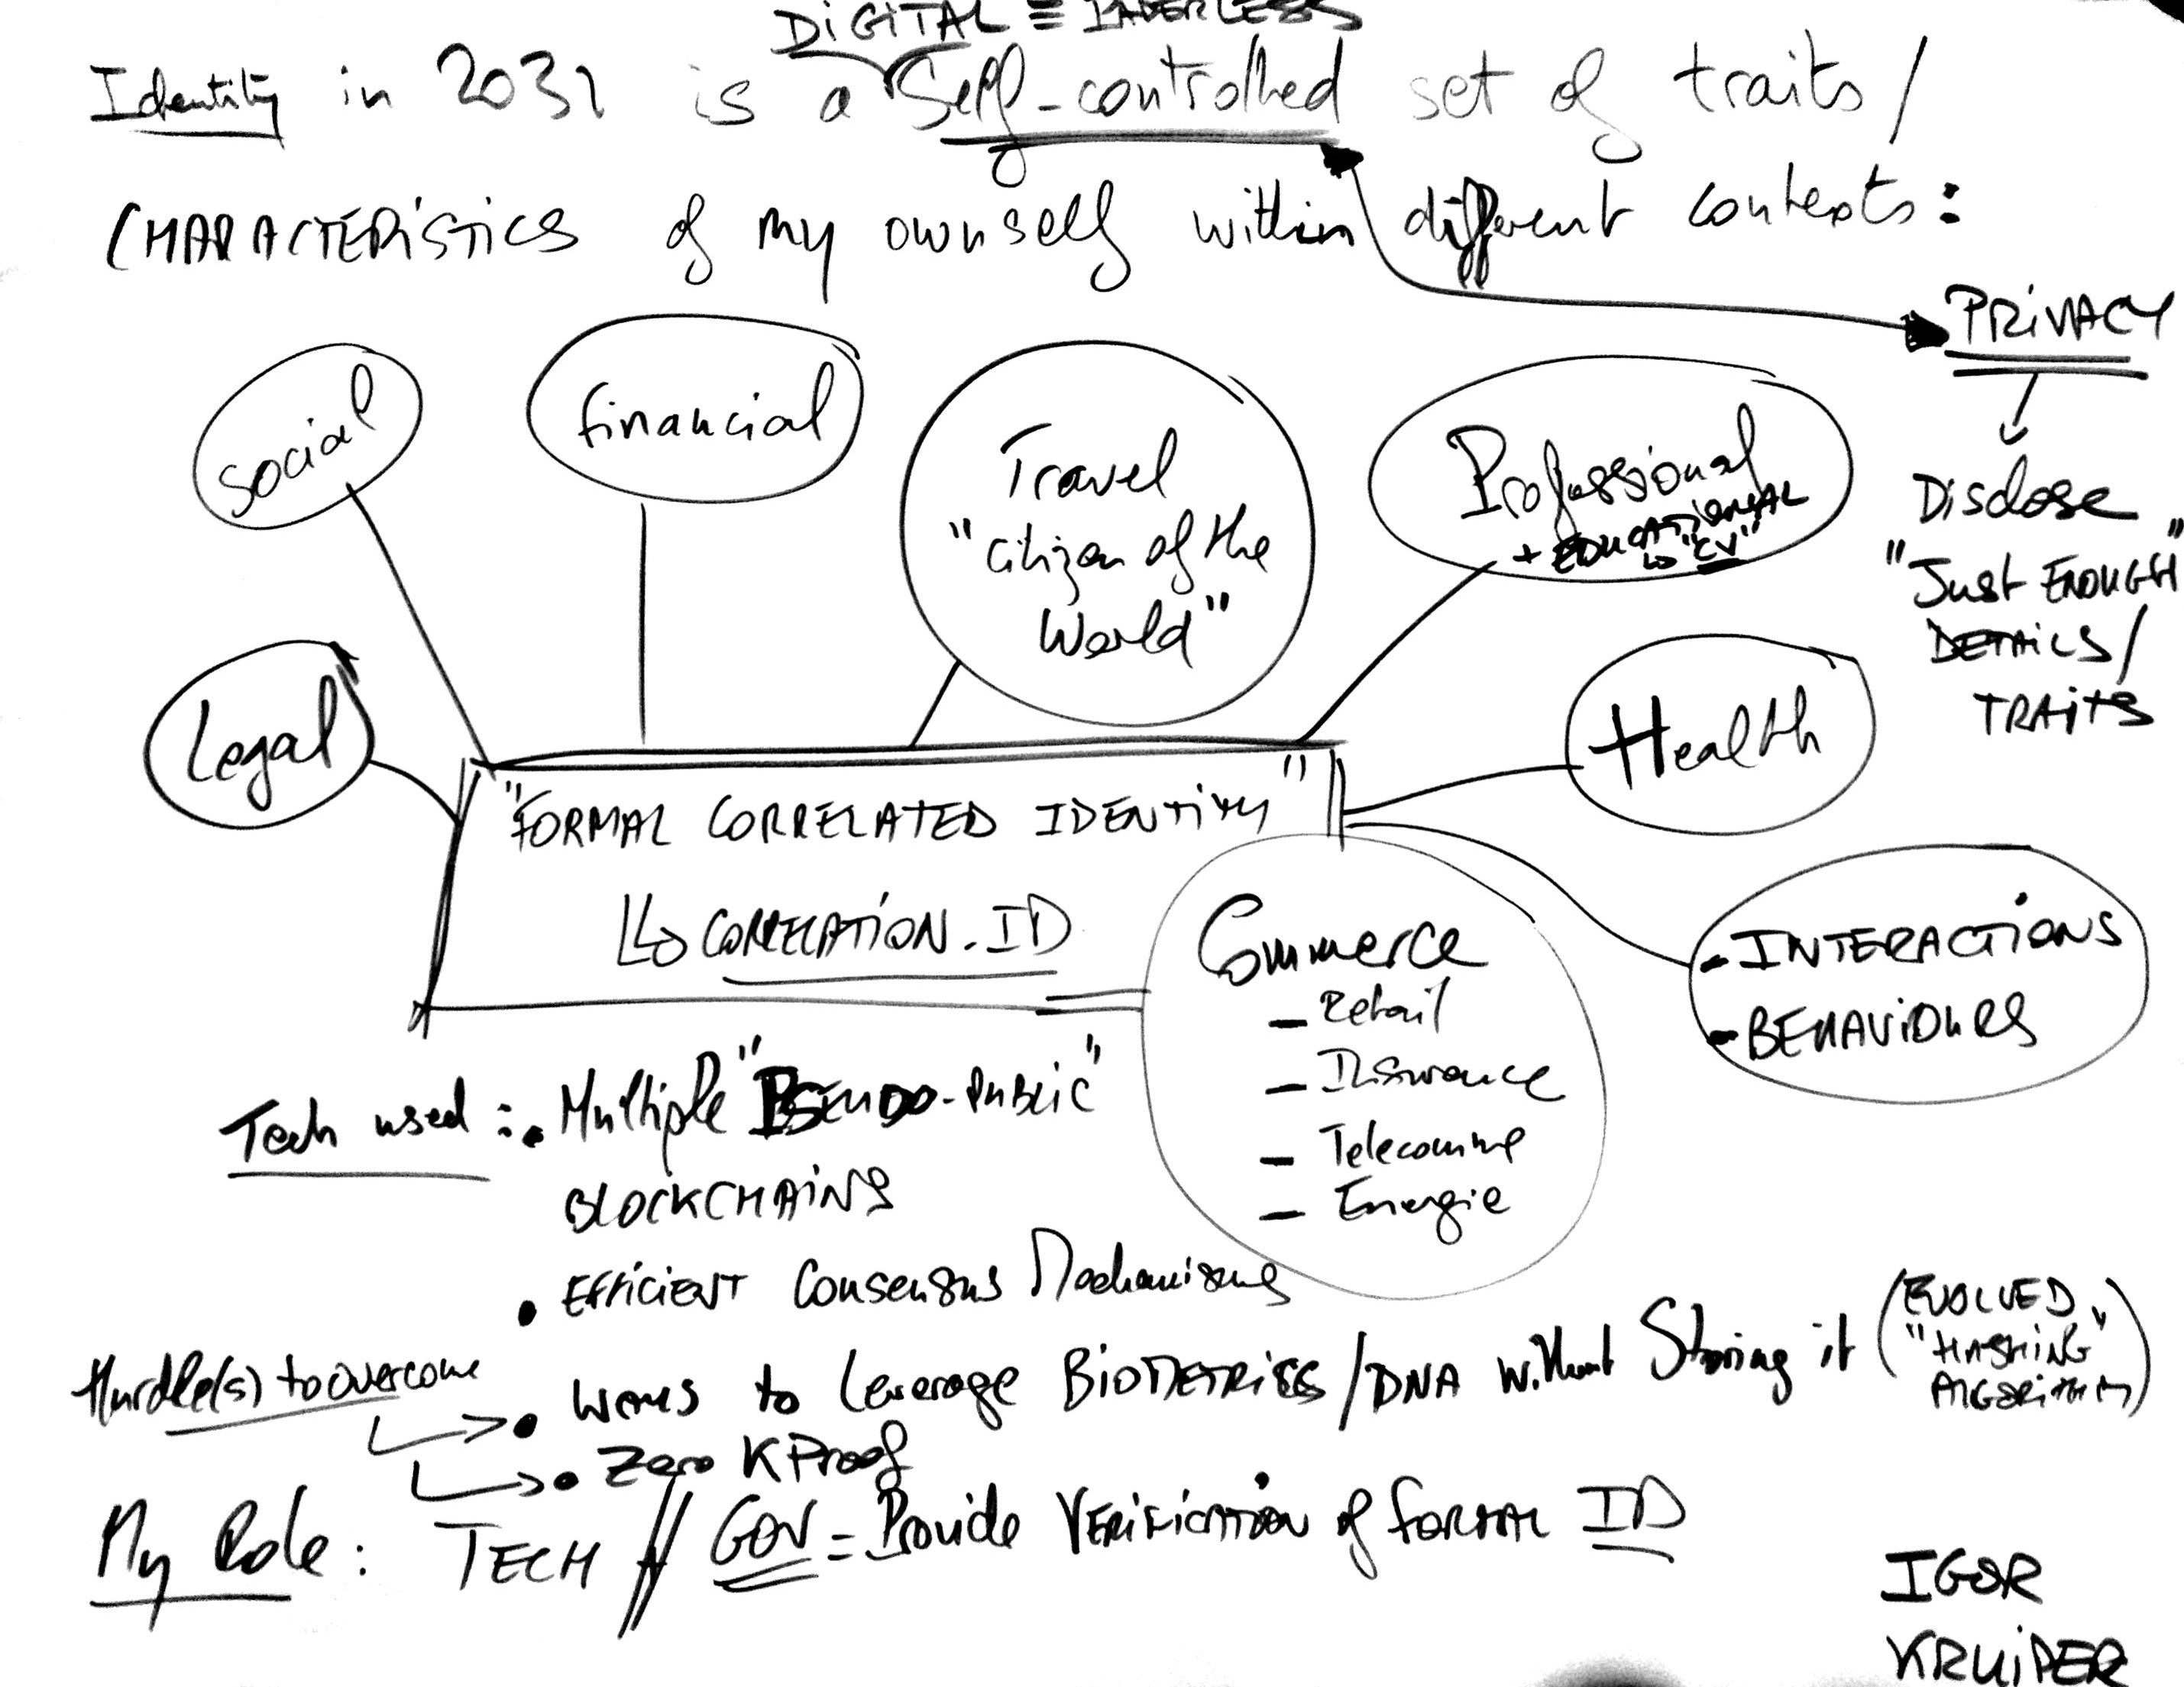 DIGITAL ≡
Identity in 2031 is a Self-controlled set of traits/
CHARACTERISTICS of my ownself within different contexts:
PRIVACY
Disclose
"Just ENOUGH"
DETAILS/
TRAITS
social
financial
Travel
"Citizen of the
World"
Professional
+ EDUCATIONAL
↳ "CV"
Legal
Health
"FORMAL CORRELATED IDENTITY"
↳ CORRELATION-ID
Commerce
- Retail
- Insurance
- Telecomms
- Energie
- INTERACTIONS
- BEHAVIOURS
Tech used: • Multiple "PSEUDO-PUBLIC"
BLOCKCHAINS
• EFFICIENT Consensus Mechanisms
Hurdle(s) to overcome
• WAYS to Leverage BIOMETRICS/DNA without Storing it (EVOLVED
"HASHING"
ALGORITHM)
• Zero KProof
My Role: TECH // GOV = Provide VERIFICATION of FORMAL ID
IGOR
KRUIPER